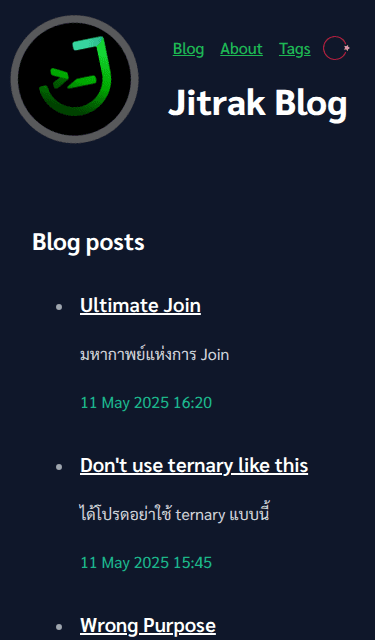 Blog About Tags
Jitrak Blog
Blog posts
Ultimate Join
มหากาพย์แห่งการ Join
11 May 2025 16:20
Don't use ternary like this
ได้โปรดอย่าใช้ ternary แบบนี้
11 May 2025 15:45
Wrong Purpose